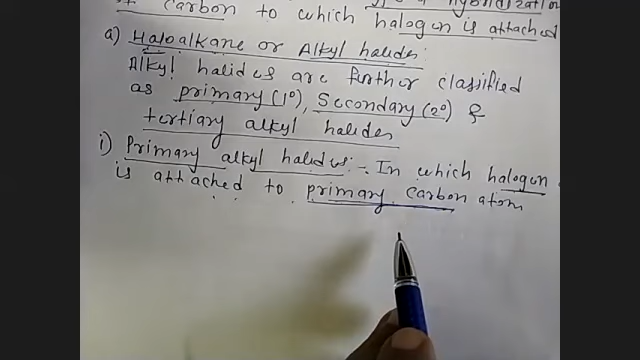 of carbon to which halogen is attached
a) Haloalkane or Alkyl halides:
Alkyl halides are further classified
as primary (1°), Secondary (2°) &
tertiary alkyl halides
i) Primary alkyl halides :- In which halogen
is attached to primary carbon atom